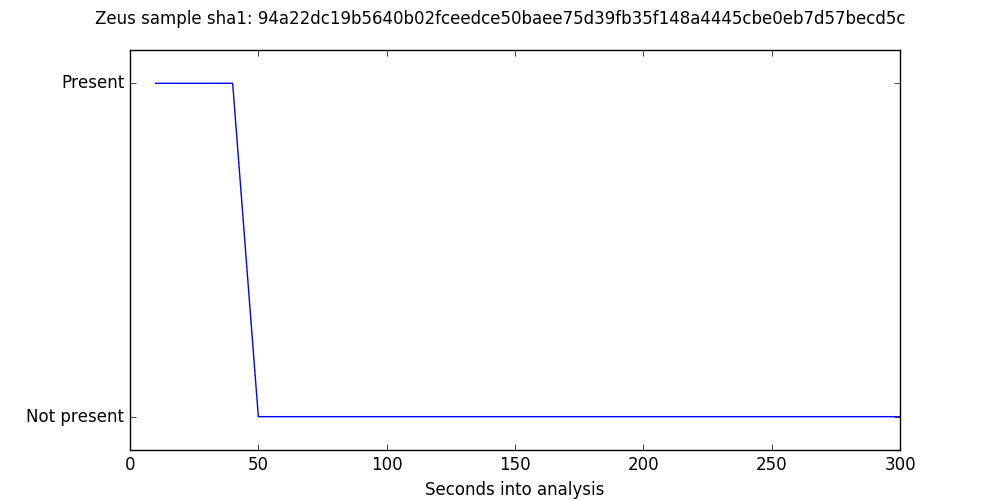 Zeus sample sha1: 94a22dc19b5640b02fceedce50baee75d39fb35f148a4445cbe0eb7d57becd5c
Present
Not present
0 50 100 150 200 250 300
Seconds into analysis